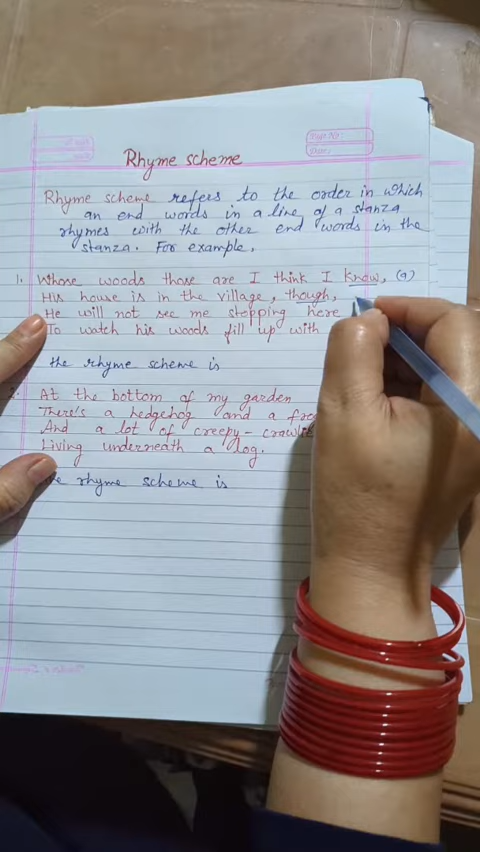 Rhyme scheme
Rhyme scheme refers to the order in which
an end words in a line of a stanza
rhymes with the other end words in the
stanza. For example,
1. Whose woods those are I think I know, (a)
His house is in the village, though,
He will not see me stopping here
To watch his woods fill up with
the rhyme scheme is
2. At the bottom of my garden
There's a hedgehog and a fro
And a lot of creepy-crawlie
Living underneath a log.
rhyme scheme is